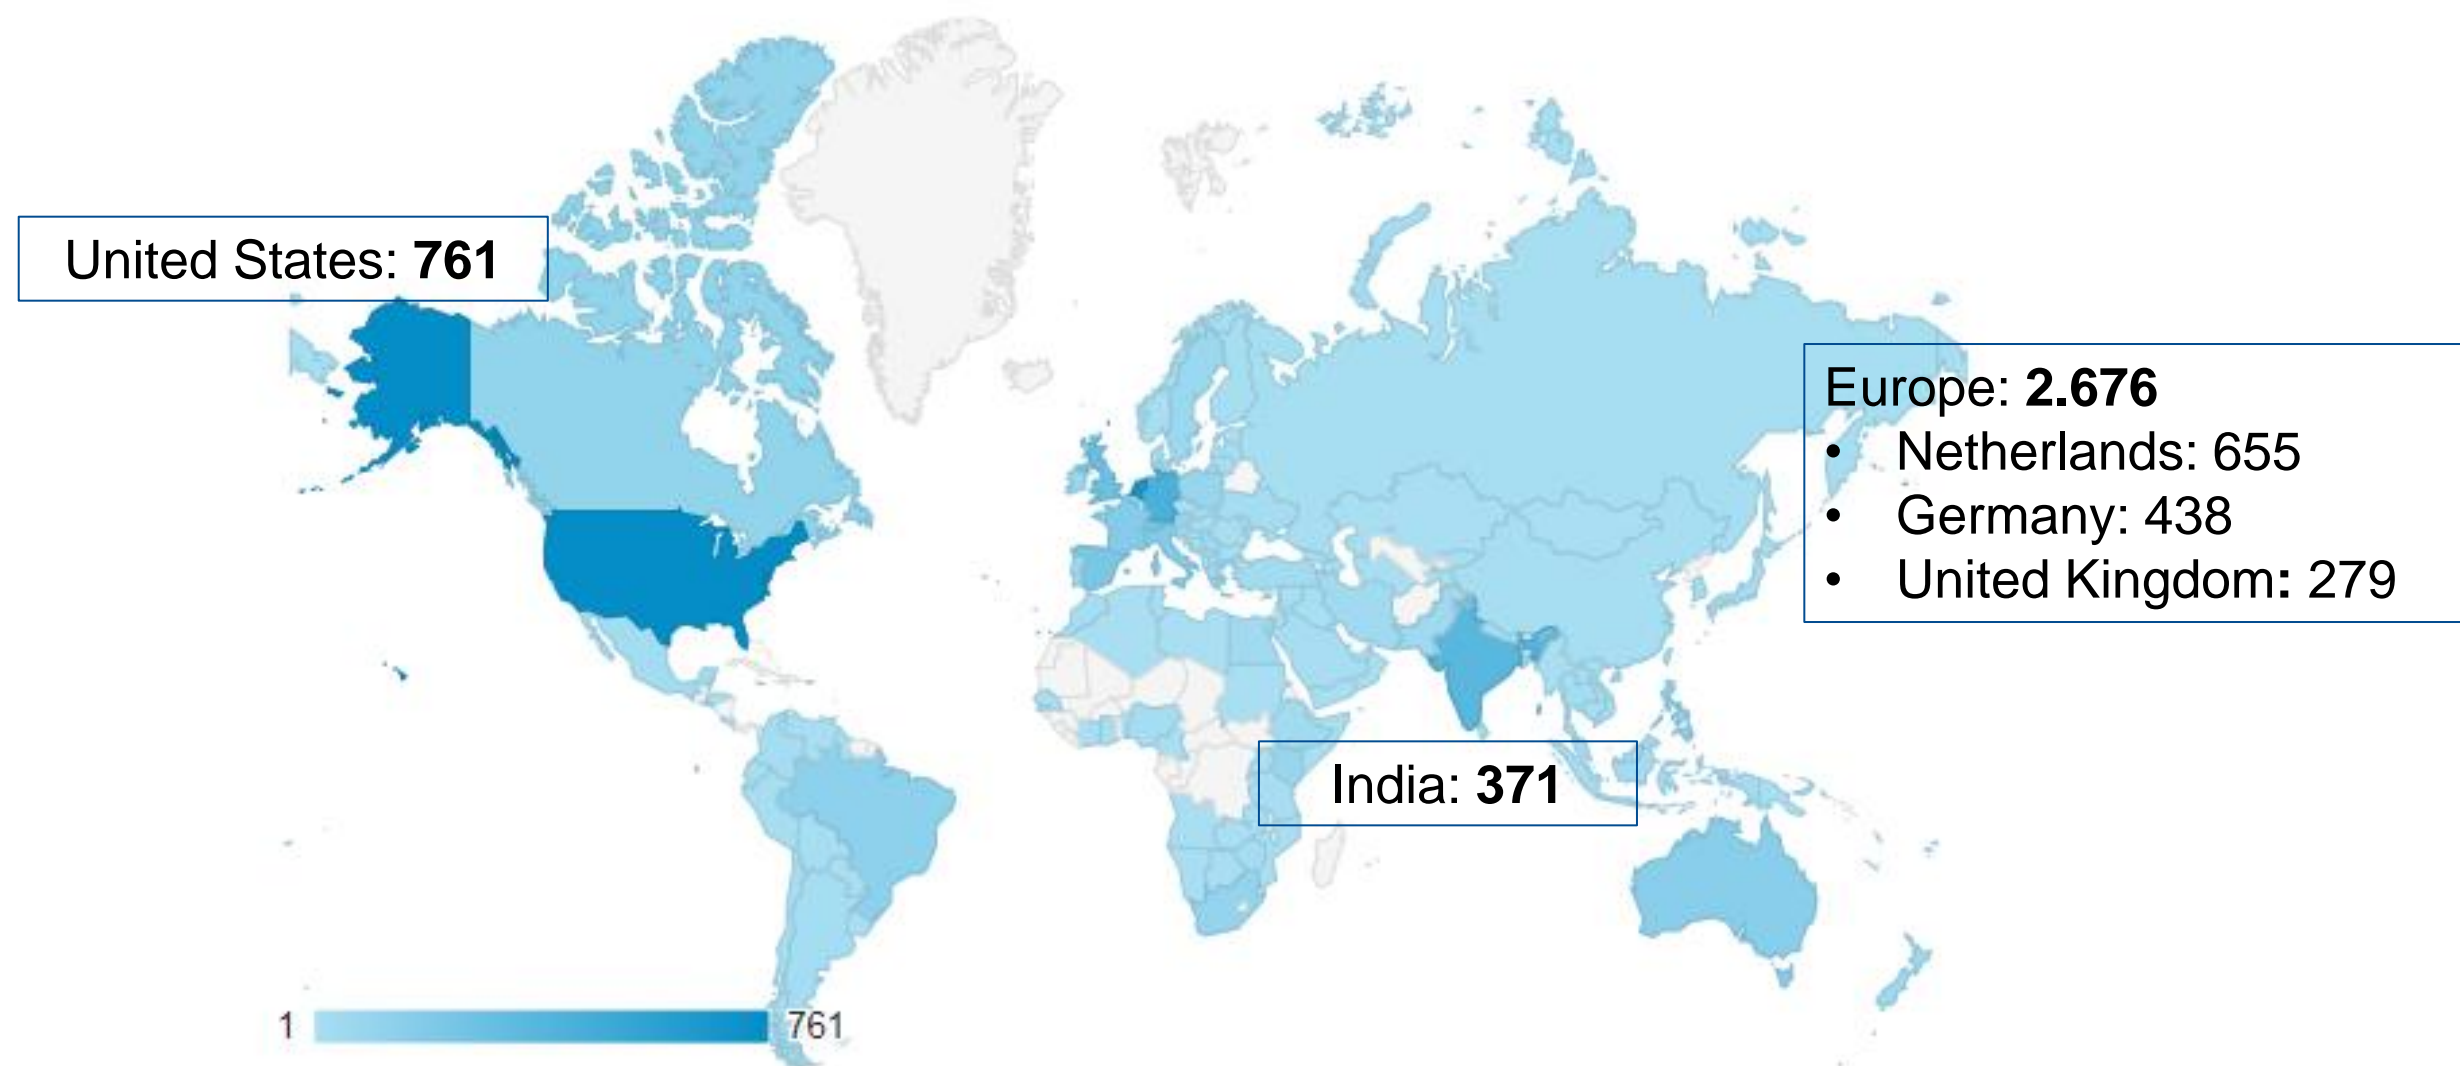 United States: 761
Europe: 2.676
• Netherlands: 655
• Germany: 438
• United Kingdom: 279
India: 371
1 761